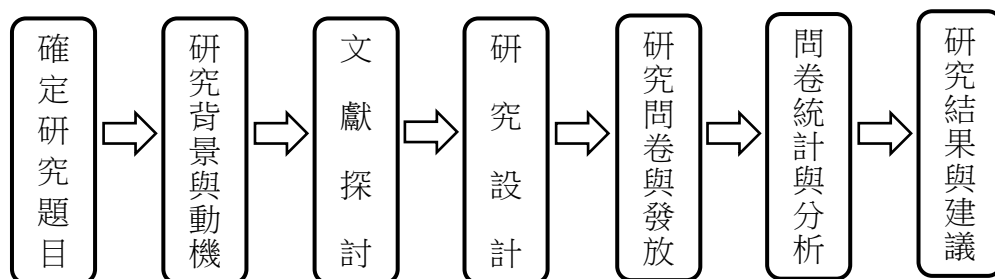 確定研究題目
研究背景與動機
文獻探討
研究設計
研究問卷與發放
問卷統計與分析
研究結果與建議